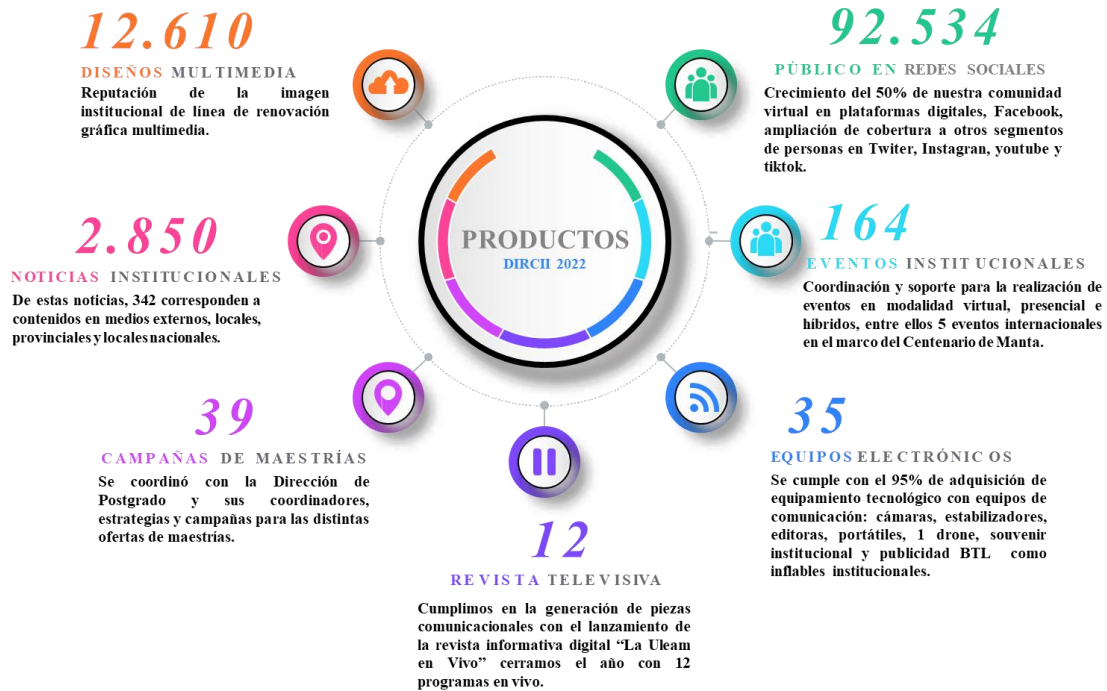 12.610
DISEÑOS MULTIMEDIA
Reputación de la imagen
institucional de línea de renovación
gráfica multimedia.
92.534
PÚBLICO EN REDES SOCIALES
Crecimiento del 50% de nuestra comunidad
virtual en plataformas digitales, Facebook,
ampliación de cobertura a otros segmentos
de personas en Twiter, Instagran, youtube y
tiktok.
2.850
NOTICIAS INSTITUCIONALES
De estas noticias, 342 corresponden a
contenidos en medios externos, locales,
provinciales y locales nacionales.
PRODUCTOS
DIRCII 2022
164
EVENTOS INSTITUCIONALES
Coordinación y soporte para la realización de
eventos en modalidad virtual, presencial e
híbridos, entre ellos 5 eventos internacionales
en el marco del Centenario de Manta.
39
CAMPAÑAS DE MAESTRÍAS
Se coordinó con la Dirección de
Postgrado y sus coordinadores,
estrategias y campañas para las distintas
ofertas de maestrías.
35
EQUIPOS ELECTRÓNICOS
Se cumple con el 95% de adquisición de
equipamiento tecnológico con equipos de
comunicación: cámaras, estabilizadores,
editoras, portátiles, 1 drone, souvenir
institucional y publicidad BTL como
inflables institucionales.
12
REVISTA TELEVISIVA
Cumplimos en la generación de piezas
comunicacionales con el lanzamiento de
la revista informativa digital “La Uleam
en Vivo” cerramos el año con 12
programas en vivo.